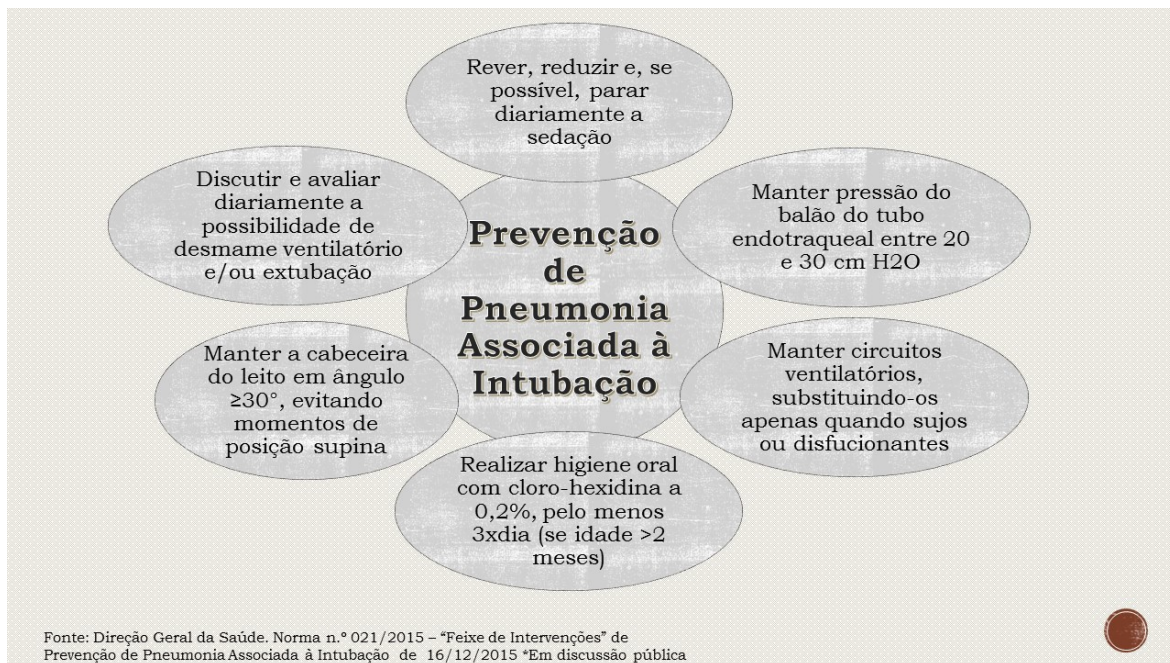 Rever, reduzir e, se
possível, parar
diariamente a
sedação
Discutir e avaliar
diariamente a
possibilidade de
desmame ventilatório
e/ou extubação
Manter pressão do
balão do tubo
endotraqueal entre 20
e 30 cm H2O
Prevenção
de
Pneumonia
Associada à
Intubação
Manter a cabeceira
do leito em ângulo
≥30°, evitando
momentos de
posição supina
Manter circuitos
ventilatórios,
substituindo-os
apenas quando sujos
ou disfucionantes
Realizar higiene oral
com cloro-hexidina a
0,2%, pelo menos
3xdia (se idade >2
meses)
Fonte: Direção Geral da Saúde. Norma n.º 021/2015 – “Feixe de Intervenções” de
Prevenção de Pneumonia Associada à Intubação de 16/12/2015 *Em discussão pública